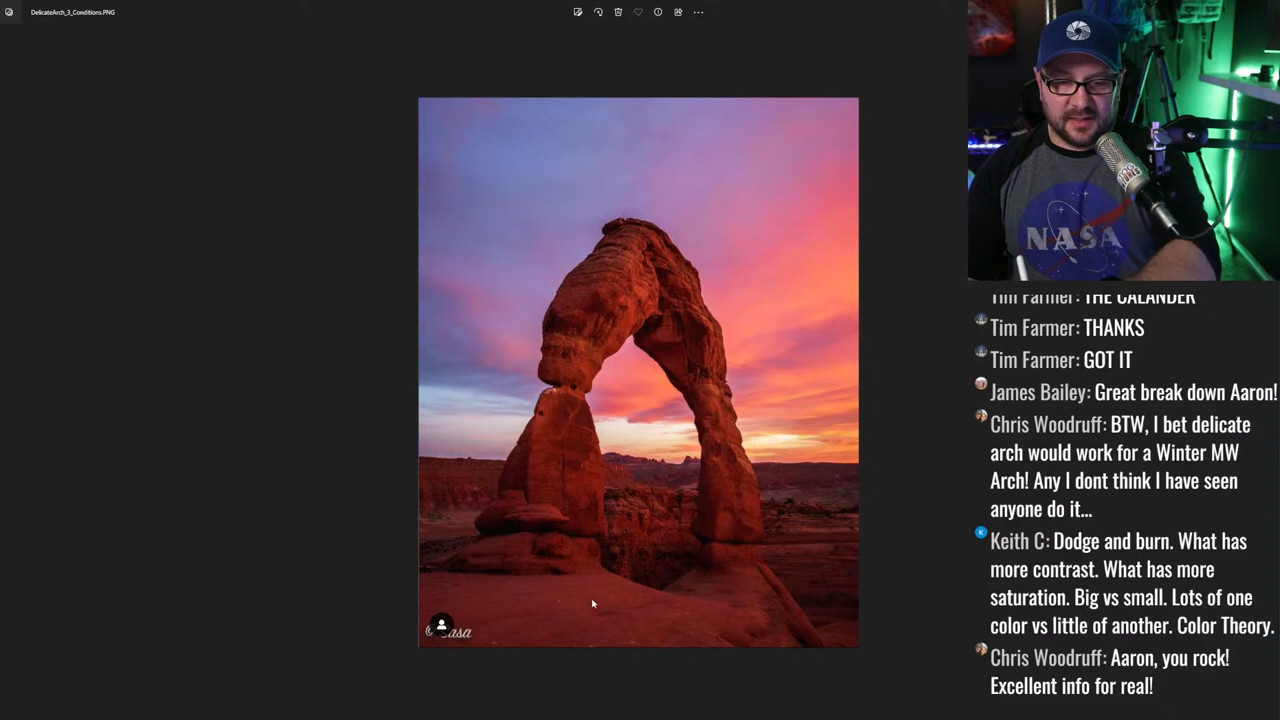 DelicateArch_3_Conditions.PNG
NASA
Tim Farmer: THE CALANDER
Tim Farmer: THANKS
Tim Farmer: GOT IT
James Bailey: Great break down Aaron!
Chris Woodruff: BTW, I bet delicate
arch would work for a Winter MW
Arch! Any I dont think I have seen
anyone do it...
Keith C: Dodge and burn. What has
more contrast. What has more
saturation. Big vs small. Lots of one
color vs little of another. Color Theory.
Chris Woodruff: Aaron, you rock!
Excellent info for real!